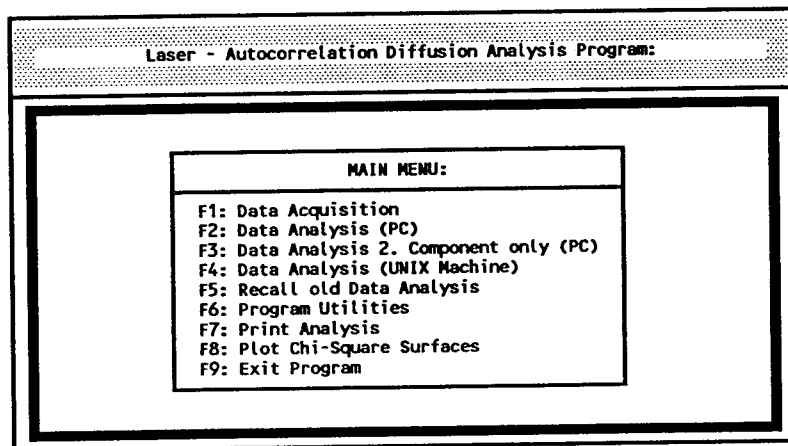 Laser - Autocorrelation Diffusion Analysis Program:
MAIN MENU:
F1: Data Acquisition
F2: Data Analysis (PC)
F3: Data Analysis 2. Component only (PC)
F4: Data Analysis (UNIX Machine)
F5: Recall old Data Analysis
F6: Program Utilities
F7: Print Analysis
F8: Plot Chi-Square Surfaces
F9: Exit Program